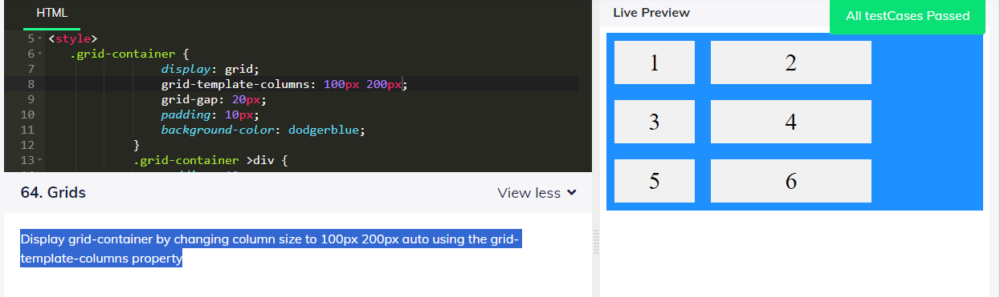 HTML
5 <style>
6 .grid-container {
7 display: grid;
8 grid-template-columns: 100px 200px;
9 grid-gap: 20px;
10 padding: 10px;
11 background-color: dodgerblue;
12 }
13 .grid-container >div {
64. Grids
View less
Display grid-container by changing column size to 100px 200px auto using the grid-
template-columns property
Live Preview
All testCases Passed
1 2
3 4
5 6